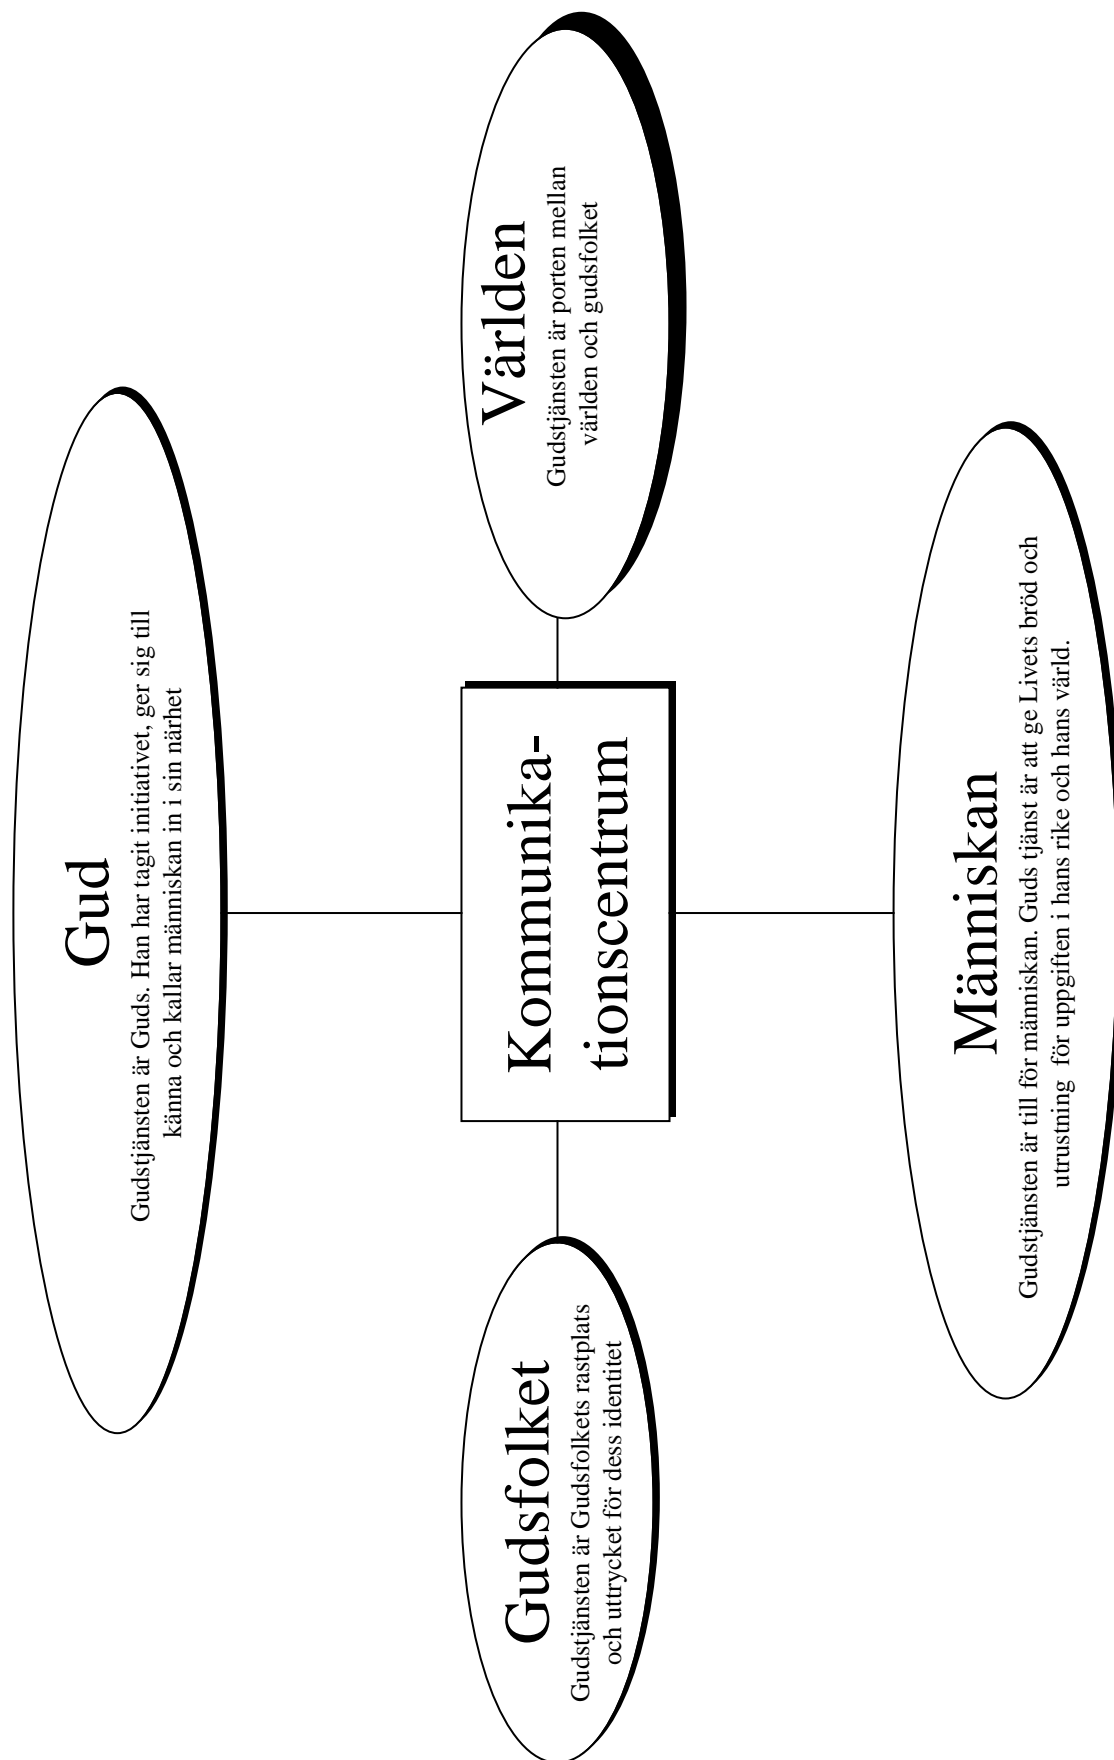 Gud
Gudstjänsten är Guds. Han har tagit initiativet, ger sig till
känna och kallar människan in i sin närhet
Gudsfolket
Gudstjänsten är Gudsfolkets rastplats
och uttrycket för dess identitet
Kommunika-
tionscentrum
Världen
Gudstjänsten är porten mellan
världen och gudsfolket
Människan
Gudstjänsten är till för människan. Guds tjänst är att ge Livets bröd och
utrustning för uppgiften i hans rike och hans värld.